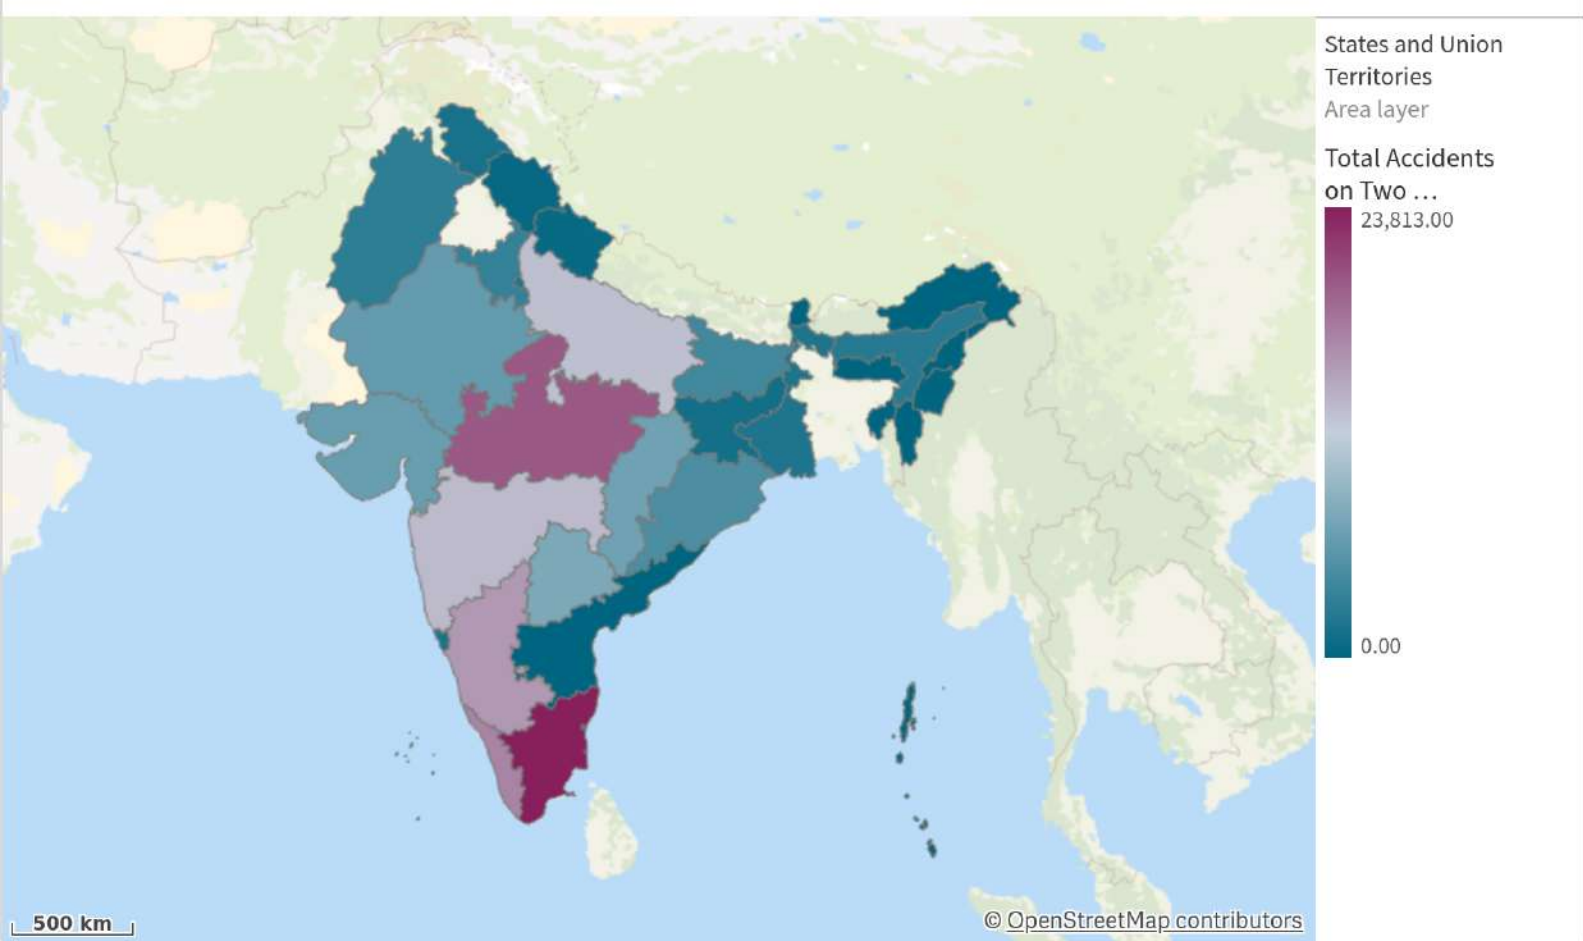 States and Union
Territories
Area layer
Total Accidents
on Two ...
23,813.00
0.00
500 km
© OpenStreetMap contributors